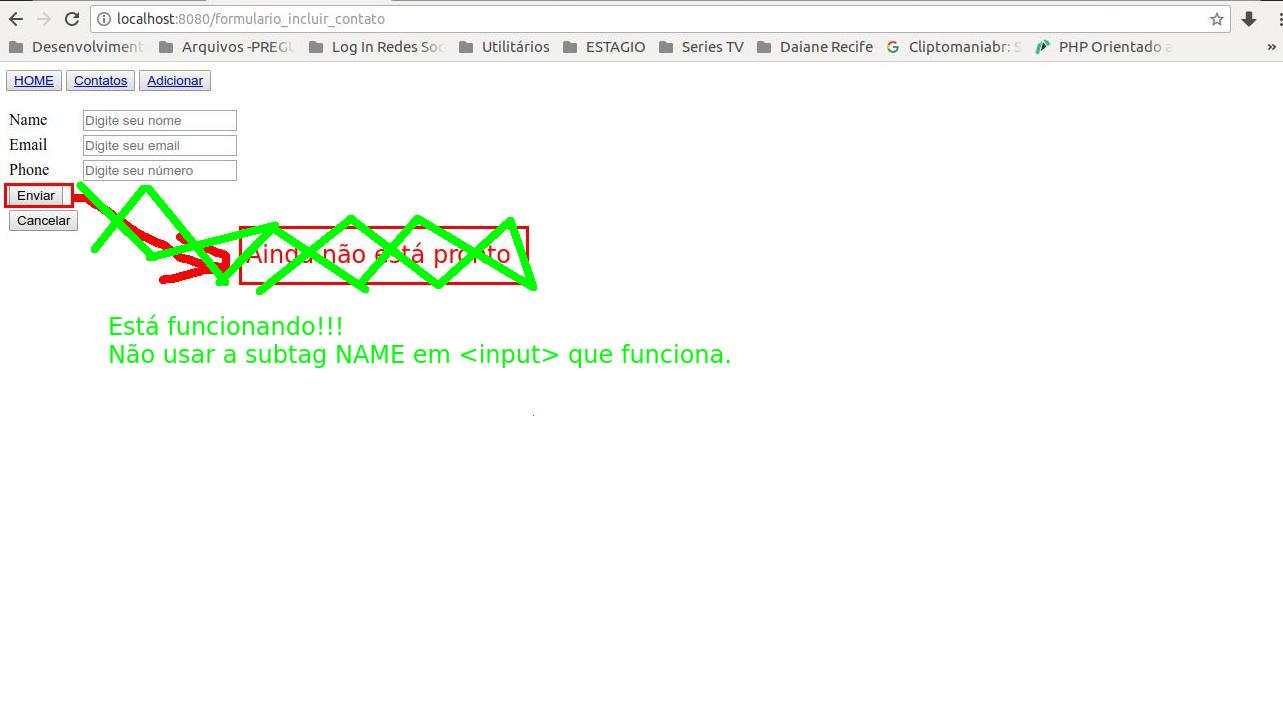 localhost:8080/formulario_incluir_contato
Desenvolviment Arquivos -PREGU Log In Redes Soc Utilitários ESTAGIO Series TV Daiane Recife Cliptomaniabr: S PHP Orientado a »
HOME Contatos Adicionar
Name Digite seu nome
Email Digite seu email
Phone Digite seu número
Enviar
Cancelar
Ainda não está pronto
Está funcionando!!!
Não usar a subtag NAME em <input> que funciona.